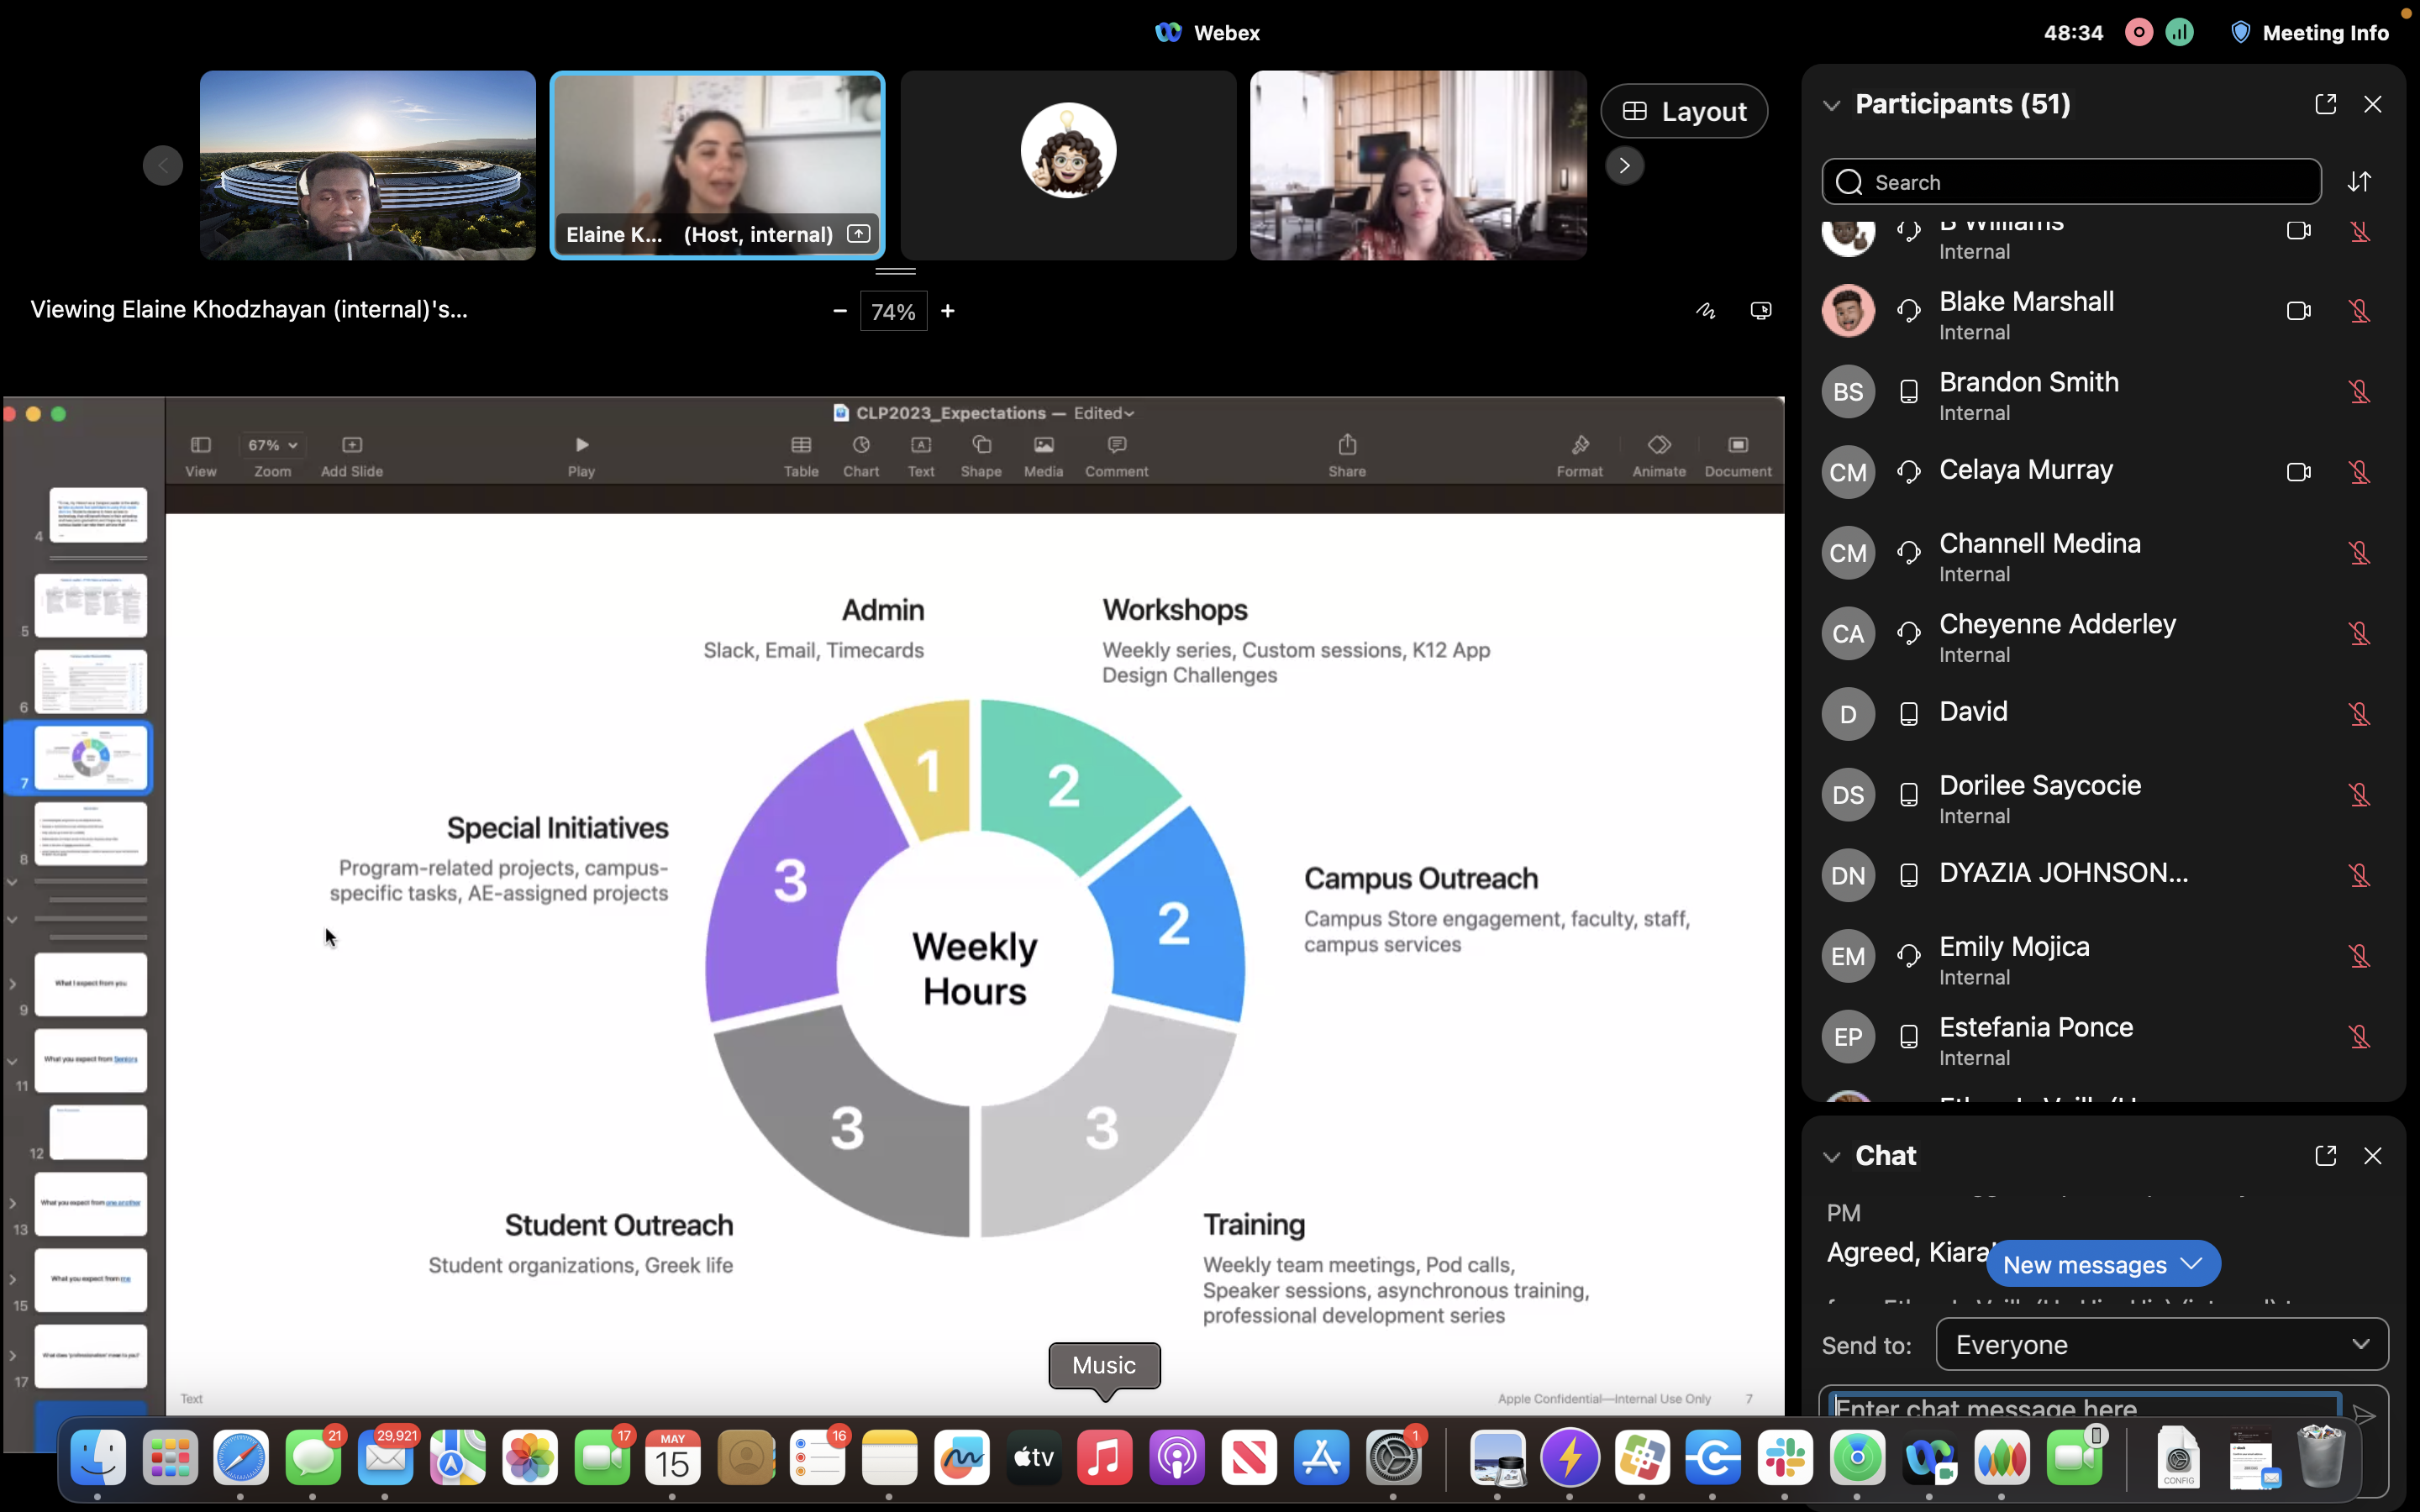 Webex
48:34
Meeting Info
Layout
Elaine K... (Host, internal)
Viewing Elaine Khodzhayan (internal)'s...
74%
Participants (51)
Search
B Williams
Internal
Blake Marshall
Internal
BS
Brandon Smith
Internal
CM
Celaya Murray
CM
Channell Medina
Internal
CA
Cheyenne Adderley
Internal
D
David
DS
Dorilee Saycocie
Internal
DN
DYAZIA JOHNSON...
EM
Emily Mojica
Internal
EP
Estefania Ponce
Internal
Chat
PM
Agreed, Kiara
New messages
Send to:
Everyone
Enter chat message here
CLP2023_Expectations — Edited
67%
View
Zoom
Add Slide
Play
Table
Chart
Text
Shape
Media
Comment
Share
Format
Animate
Document
4
5
6
7
8
What I expect from you
9
What you expect from Seniors
11
12
What you expect from one another
13
What you expect from me
15
What does 'professionalism' mean to you?
17
Admin
Slack, Email, Timecards
Workshops
Weekly series, Custom sessions, K12 App
Design Challenges
1
2
Special Initiatives
Program-related projects, campus-
specific tasks, AE-assigned projects
3
2
Campus Outreach
Campus Store engagement, faculty, staff,
campus services
Weekly
Hours
3
3
Student Outreach
Student organizations, Greek life
Training
Weekly team meetings, Pod calls,
Speaker sessions, asynchronous training,
professional development series
Text
Apple Confidential—Internal Use Only
7
Music
21
29,921
17
MAY
15
16
tv
1
CONFIG